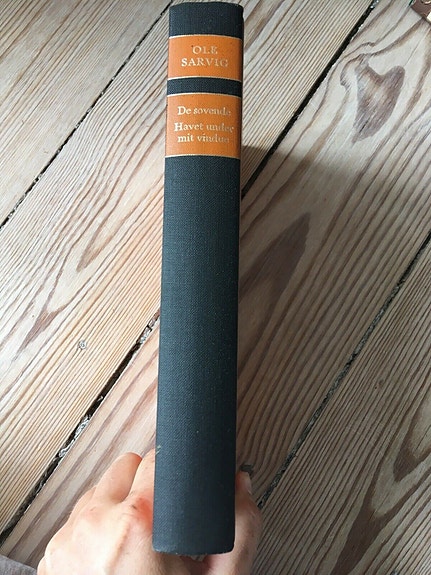 OLE
SARVIG
De sovende
Havet under
mit vindue